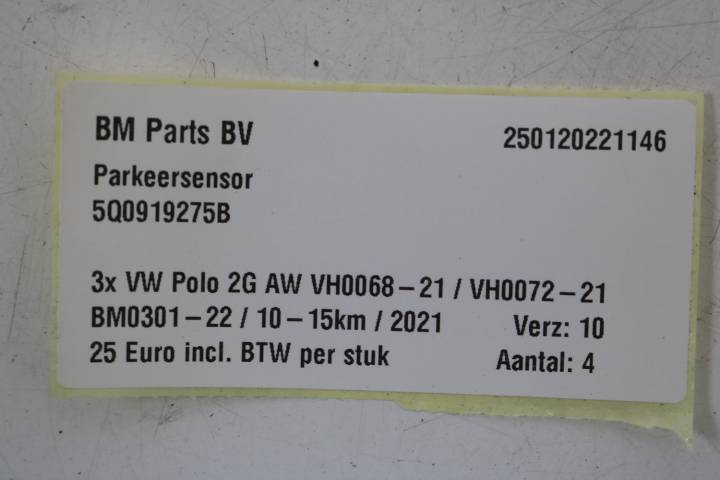 BM Parts BV 250120221146
Parkeersensor
5Q0919275B
3x VW Polo 2G AW VH0068-21 / VH0072-21
BM0301-22 / 10-15km / 2021 Verz: 10
25 Euro incl. BTW per stuk Aantal: 4